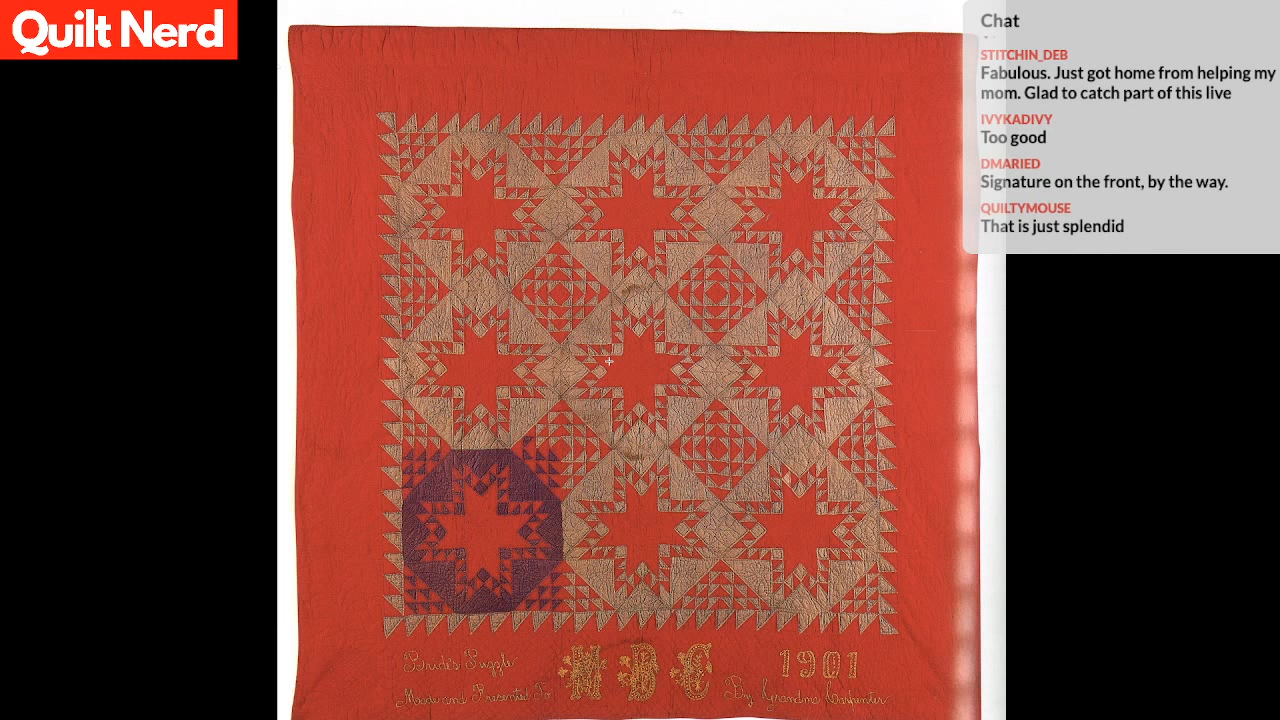 Quilt Nerd
Chat
STITCHIN_DEB
Fabulous. Just got home from helping my
mom. Glad to catch part of this live
IVYKADIVY
Too good
DMARIED
Signature on the front, by the way.
QUILTYMOUSE
That is just splendid
Bride's Puzzle
Made and Presented To
H B C
1901
By Grandma Carpenter